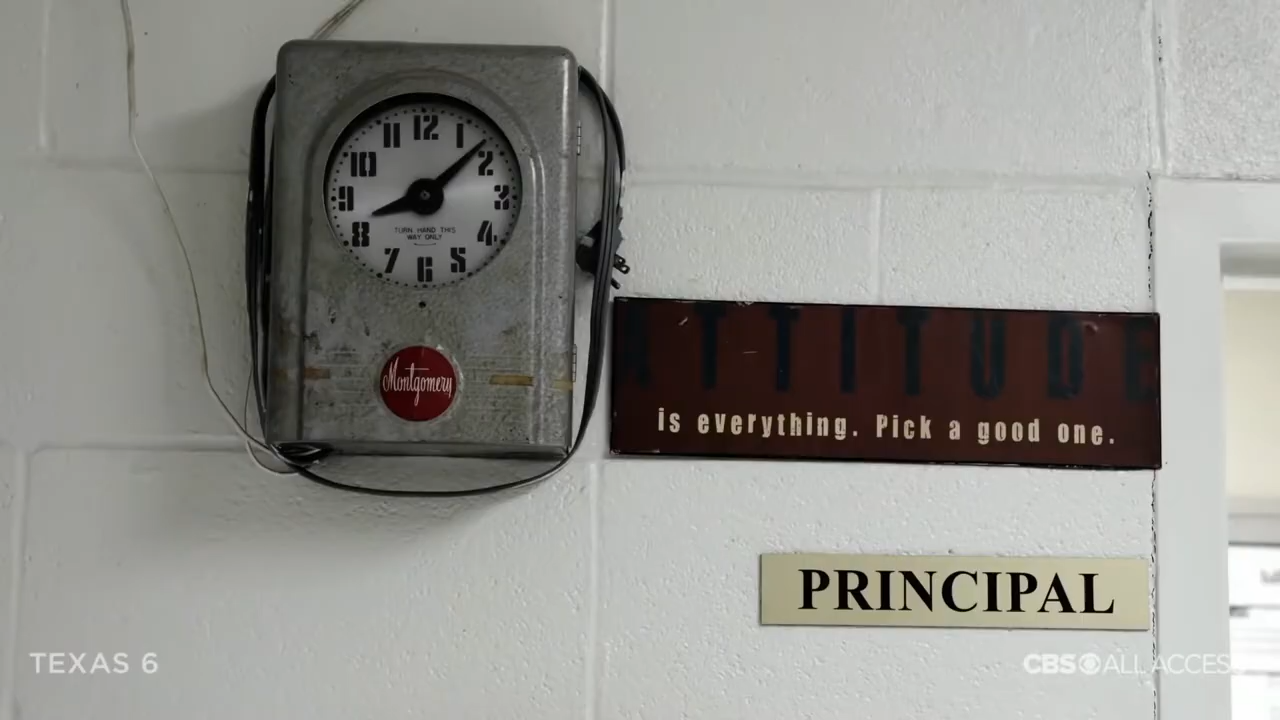 12
11 1
10 2
9 3
8 4
7 5
6
TURN HAND THIS
WAY ONLY
Montgomery
ATTITUDE
is everything. Pick a good one.
PRINCIPAL
TEXAS 6
CBS ALL ACCESS